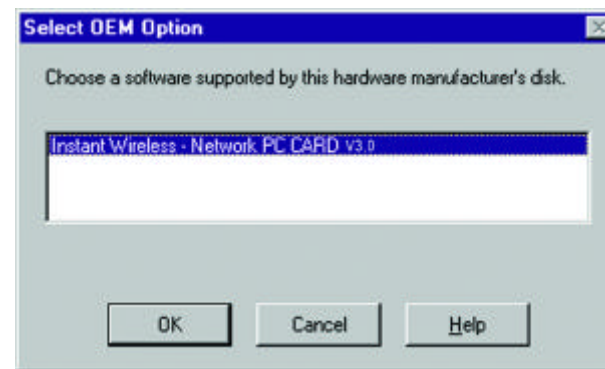 Select OEM Option
Choose a software supported by this hardware manufacturer's disk.
Instant Wireless - Network PC CARD V3.0
OK
Cancel
Help